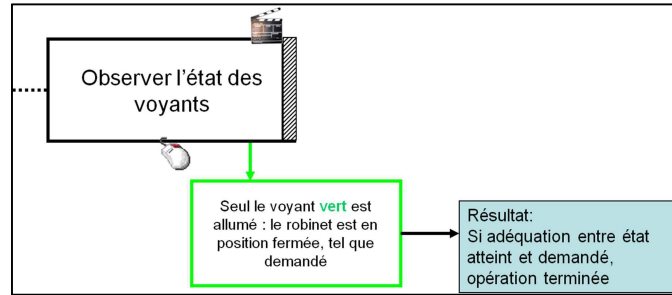 Observer l’état des
voyants
Seul le voyant vert est
allumé : le robinet est en
position fermée, tel que
demandé
Résultat:
Si adéquation entre état
atteint et demandé,
opération terminée